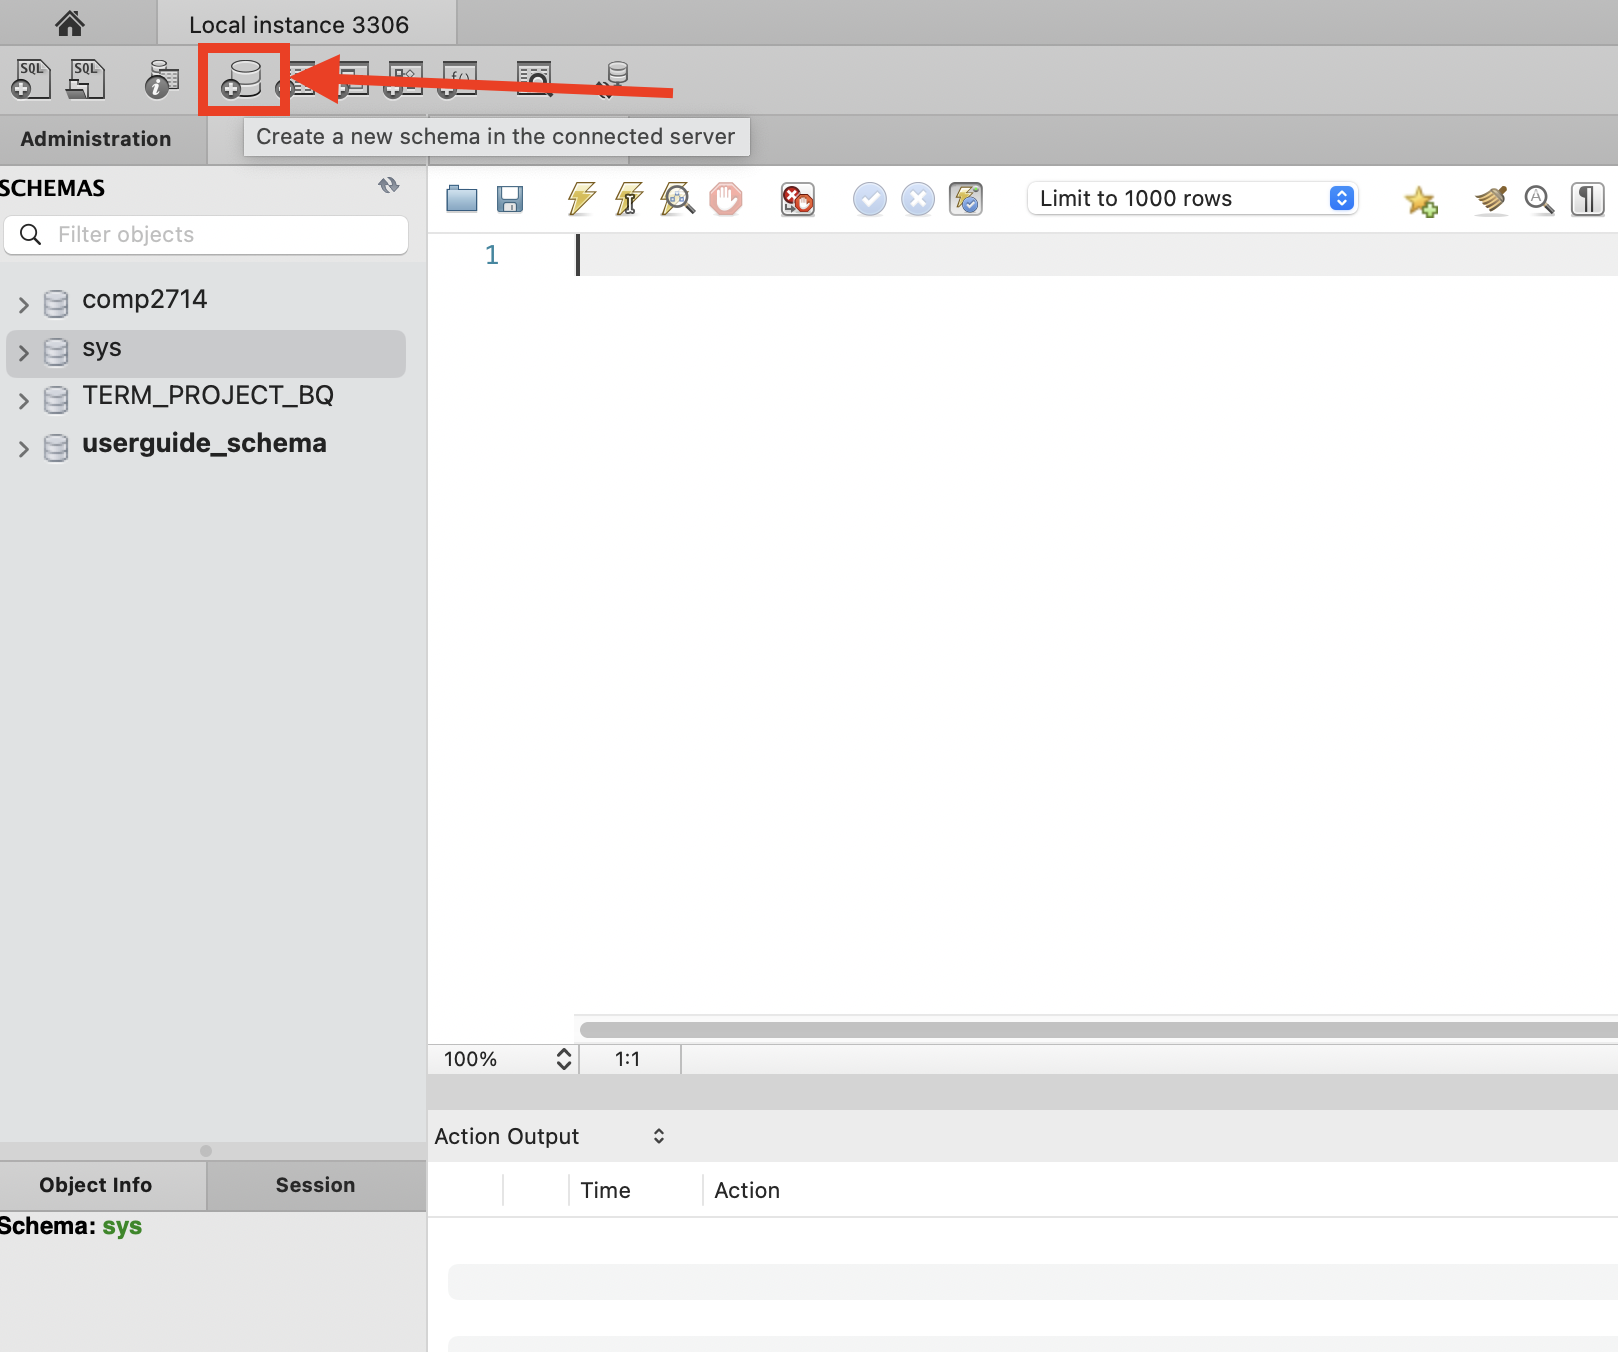 Local instance 3306
SQL
SQL
f()
Create a new schema in the connected server
Administration
SCHEMAS
Filter objects
comp2714
sys
TERM_PROJECT_BQ
userguide_schema
Limit to 1000 rows
1
100%
1:1
Action Output
Time
Action
Object Info
Session
Schema: sys